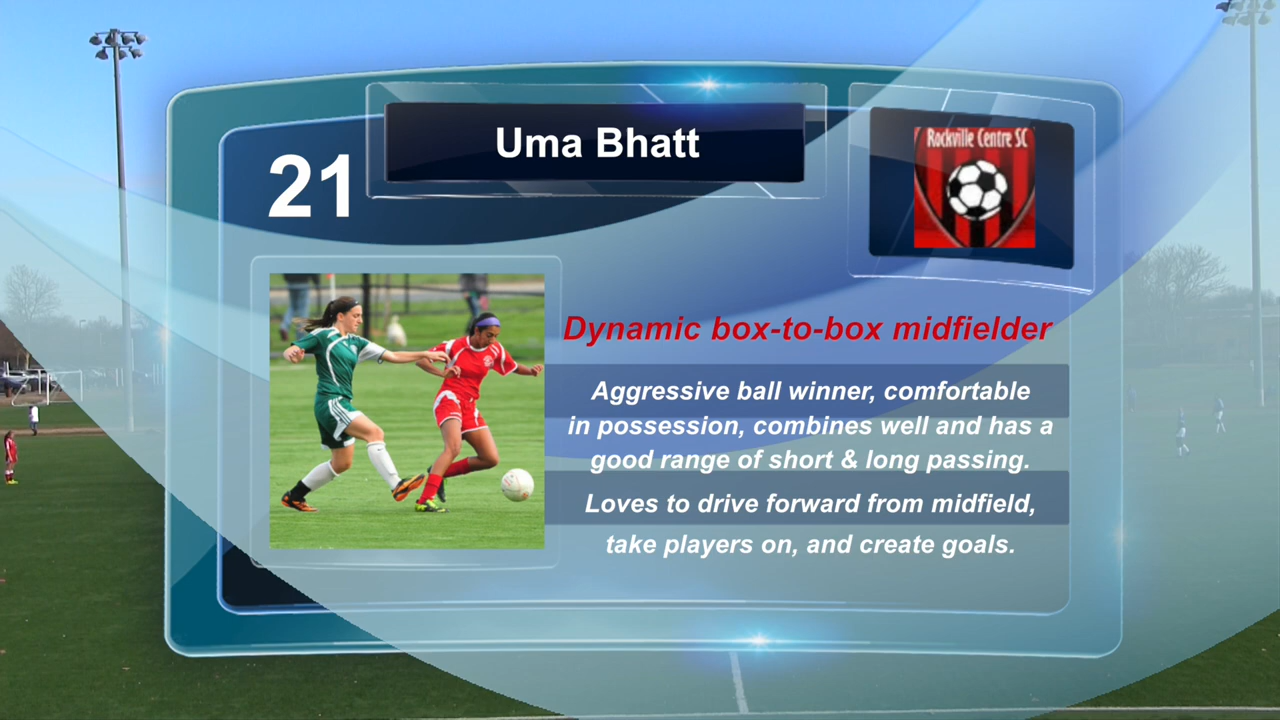 Uma Bhatt
21
Rockville Centre SC
Dynamic box-to-box midfielder
Aggressive ball winner, comfortable
in possession, combines well and has a
good range of short & long passing.
Loves to drive forward from midfield,
take players on, and create goals.